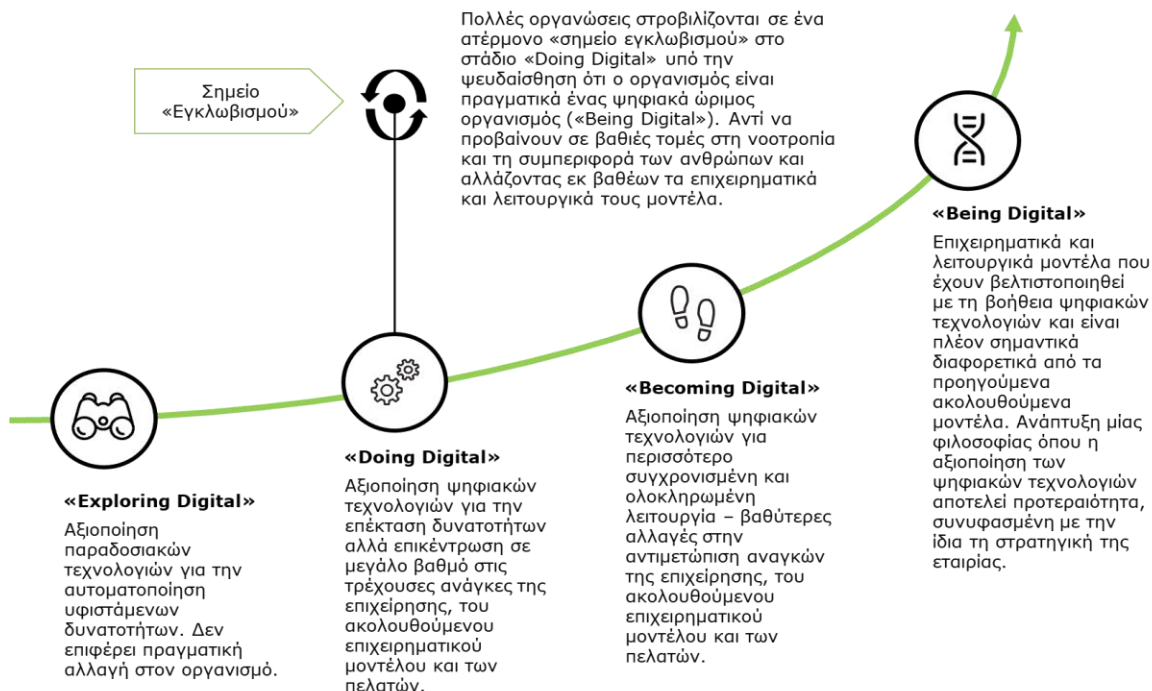 Πολλές οργανώσεις στροβιλίζονται σε ένα
ατέρμονο «σημείο εγκλωβισμού» στο
στάδιο «Doing Digital» υπό την
ψευδαίσθηση ότι ο οργανισμός είναι
πραγματικά ένας ψηφιακά ώριμος
οργανισμός («Being Digital»). Αντί να
προβαίνουν σε βαθιές τομές στη νοοτροπία
και τη συμπεριφορά των ανθρώπων και
αλλάζοντας εκ βαθέων τα επιχειρηματικά
και λειτουργικά τους μοντέλα.
Σημείο
«Εγκλωβισμού»
«Exploring Digital»
Αξιοποίηση
παραδοσιακών
τεχνολογιών για την
αυτοματοποίηση
υφιστάμενων
δυνατοτήτων. Δεν
επιφέρει πραγματική
αλλαγή στον οργανισμό.
«Doing Digital»
Αξιοποίηση ψηφιακών
τεχνολογιών για την
επέκταση δυνατοτήτων
αλλά επικέντρωση σε
μεγάλο βαθμό στις
τρέχουσες ανάγκες της
επιχείρησης, του
ακολουθούμενου
επιχειρηματικού
μοντέλου και των
πελατών.
«Becoming Digital»
Αξιοποίηση ψηφιακών
τεχνολογιών για
περισσότερο
συγχρονισμένη και
ολοκληρωμένη
λειτουργία – βαθύτερες
αλλαγές στην
αντιμετώπιση αναγκών
της επιχείρησης, του
ακολουθούμενου
επιχειρηματικού
μοντέλου και των
πελατών.
«Being Digital»
Επιχειρηματικά και
λειτουργικά μοντέλα που
έχουν βελτιστοποιηθεί
με τη βοήθεια ψηφιακών
τεχνολογιών και είναι
πλέον σημαντικά
διαφορετικά από τα
προηγούμενα
ακολουθούμενα
μοντέλα. Ανάπτυξη μίας
φιλοσοφίας όπου η
αξιοποίηση των
ψηφιακών τεχνολογιών
αποτελεί προτεραιότητα,
συνυφασμένη με την
ίδια τη στρατηγική της
εταιρίας.